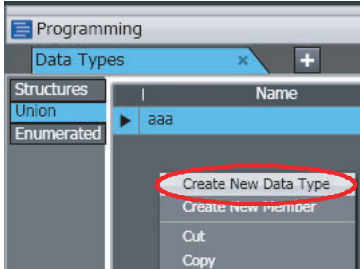 Programming
Data Types × +
Structures
Union
Enumerated
Name
aaa
Create New Data Type
Create New Member
Cut
Copy